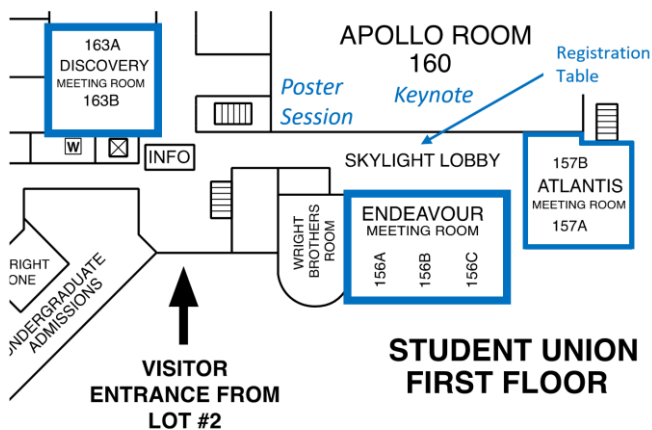 163A
DISCOVERY
MEETING ROOM
163B
APOLLO ROOM
160
Poster
Session
Keynote
Registration
Table
W
INFO
SKYLIGHT LOBBY
157B
ATLANTIS
MEETING ROOM
157A
WRIGHT
BROTHERS
ROOM
ENDEAVOUR
MEETING ROOM
156A
156B
156C
RIGHT
ONE
UNDERGRADUATE
ADMISSIONS
VISITOR
ENTRANCE FROM
LOT #2
STUDENT UNION
FIRST FLOOR